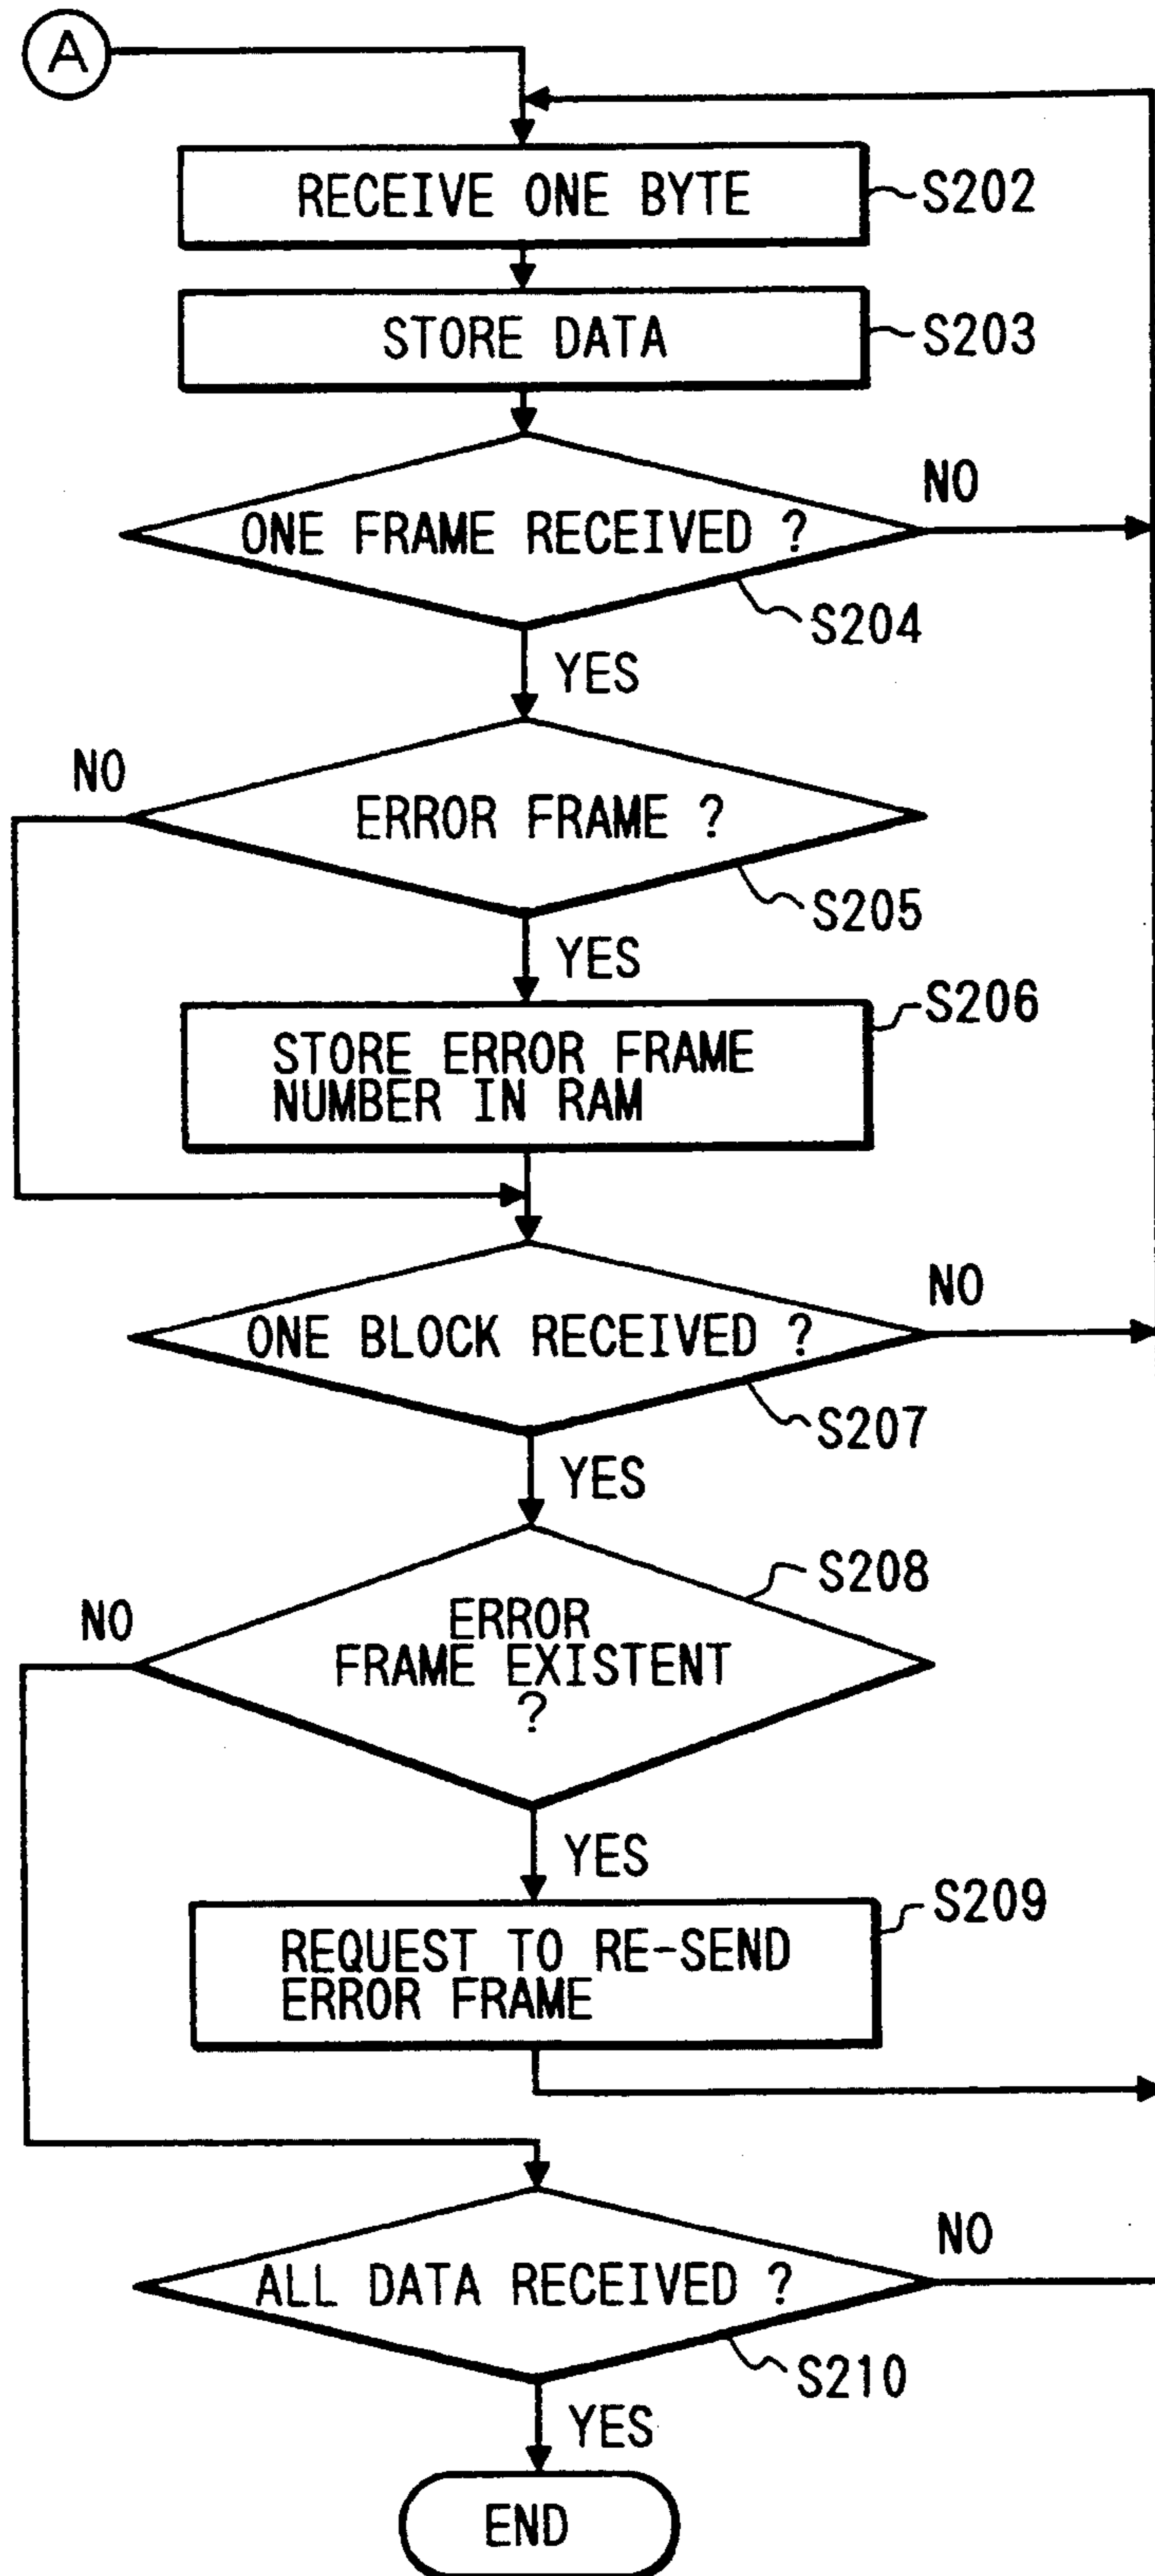 A
RECEIVE ONE BYTE
S202
STORE DATA
S203
NO
ONE FRAME RECEIVED ?
S204
YES
NO
ERROR FRAME ?
S205
YES
S206
STORE ERROR FRAME
NUMBER IN RAM
NO
ONE BLOCK RECEIVED ?
S207
YES
S208
NO
ERROR
FRAME EXISTENT
?
YES
S209
REQUEST TO RE-SEND
ERROR FRAME
NO
ALL DATA RECEIVED ?
S210
YES
END